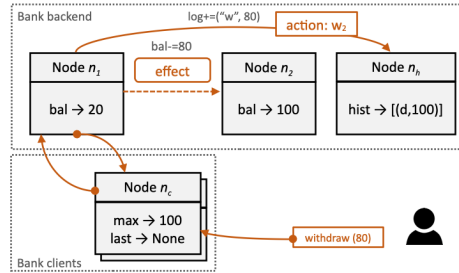 Bank backend
log+=("w", 80)
action: w₂
bal-=80
Node n₁
effect
Node n₂
Node nₕ
bal → 20
bal → 100
hist → [(d,100)]
Node n꜀
max → 100
last → None
withdraw (80)
Bank clients